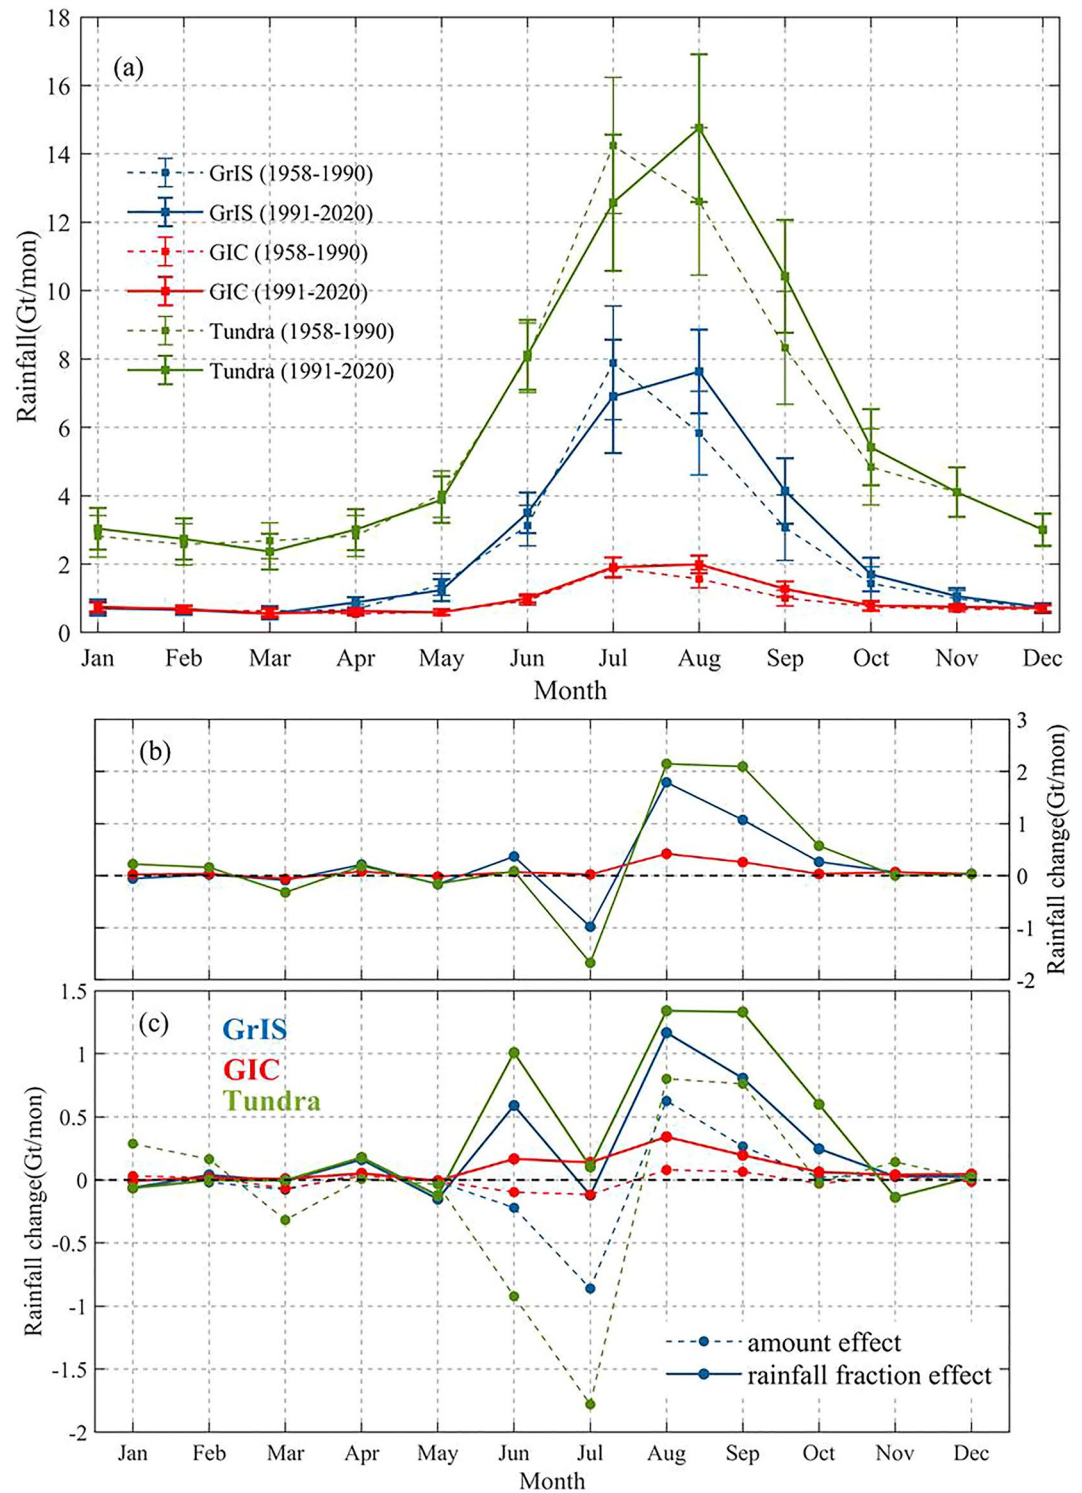 18
(a)
16
14
12
10
8
6
4
2
0
Rainfall(Gt/mon)
GrIS (1958-1990)
GrIS (1991-2020)
GIC (1958-1990)
GIC (1991-2020)
Tundra (1958-1990)
Tundra (1991-2020)
Jan Feb Mar Apr May Jun Jul Aug Sep Oct Nov Dec
Month
(b)
3
2
1
0
-1
-2
Rainfall change(Gt/mon)
1.5
(c)
1
0.5
0
-0.5
-1
-1.5
-2
Rainfall change(Gt/mon)
GrIS
GIC
Tundra
amount effect
rainfall fraction effect
Jan Feb Mar Apr May Jun Jul Aug Sep Oct Nov Dec
Month